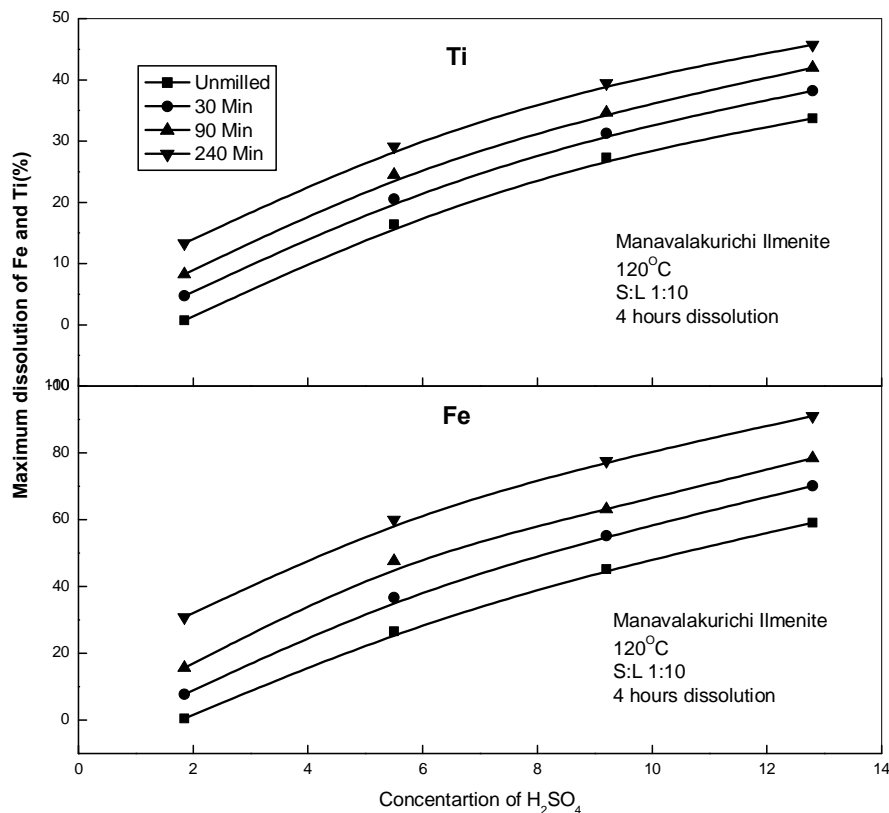 50
40
30
20
10
0
-10
Ti
Unmilled
30 Min
90 Min
240 Min
Manavalakurichi Ilmenite
120°C
S:L 1:10
4 hours dissolution
Maximum dissolution of Fe and Ti(%)
80
60
40
20
0
Fe
Manavalakurichi Ilmenite
120°C
S:L 1:10
4 hours dissolution
0 2 4 6 8 10 12 14
Concentartion of H₂SO₄